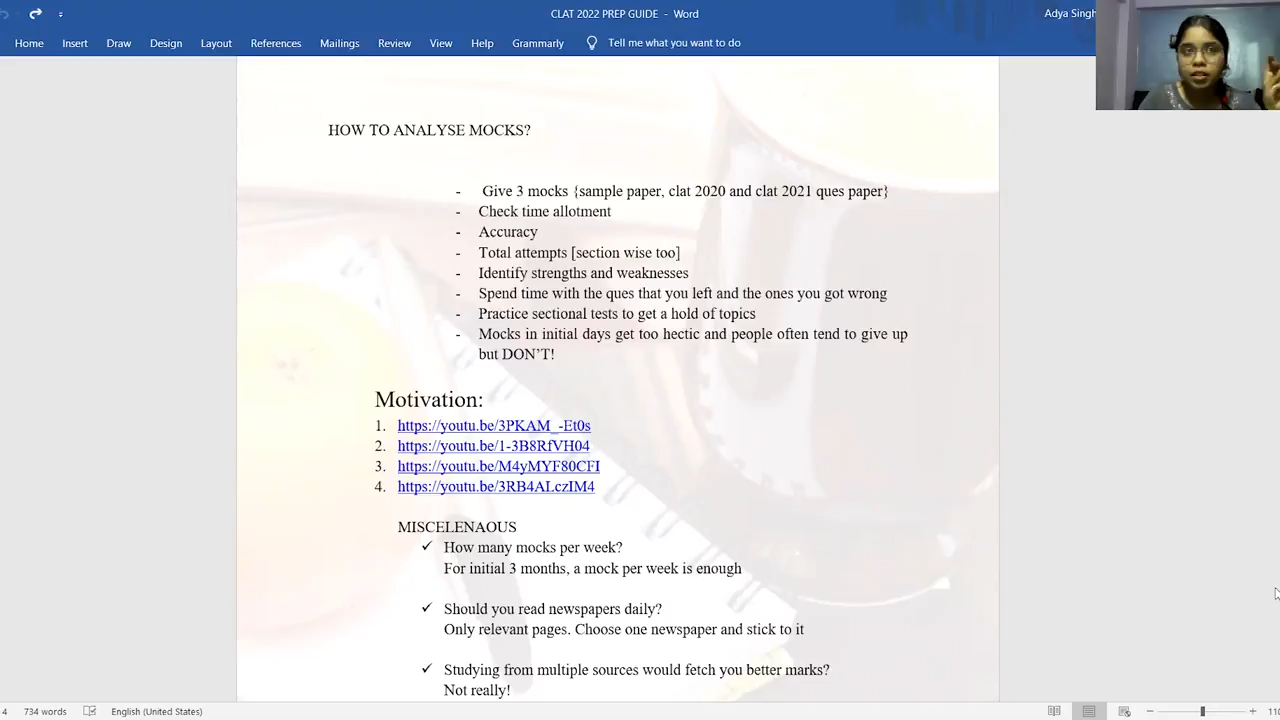 CLAT 2022 PREP GUIDE - Word
Adya Singh
Home Insert Draw Design Layout References Mailings Review View Help Grammarly Tell me what you want to do
HOW TO ANALYSE MOCKS?
- Give 3 mocks {sample paper, clat 2020 and clat 2021 ques paper}
- Check time allotment
- Accuracy
- Total attempts [section wise too]
- Identify strengths and weaknesses
- Spend time with the ques that you left and the ones you got wrong
- Practice sectional tests to get a hold of topics
- Mocks in initial days get too hectic and people often tend to give up
but DON'T!
Motivation:
1. https://youtu.be/3PKAM_-Et0s
2. https://youtu.be/1-3B8RfVH04
3. https://youtu.be/M4yMYF80CFI
4. https://youtu.be/3RB4ALczIM4
MISCELENAOUS
✓ How many mocks per week?
For initial 3 months, a mock per week is enough
✓ Should you read newspapers daily?
Only relevant pages. Choose one newspaper and stick to it
✓ Studying from multiple sources would fetch you better marks?
Not really!
4 734 words English (United States) 110